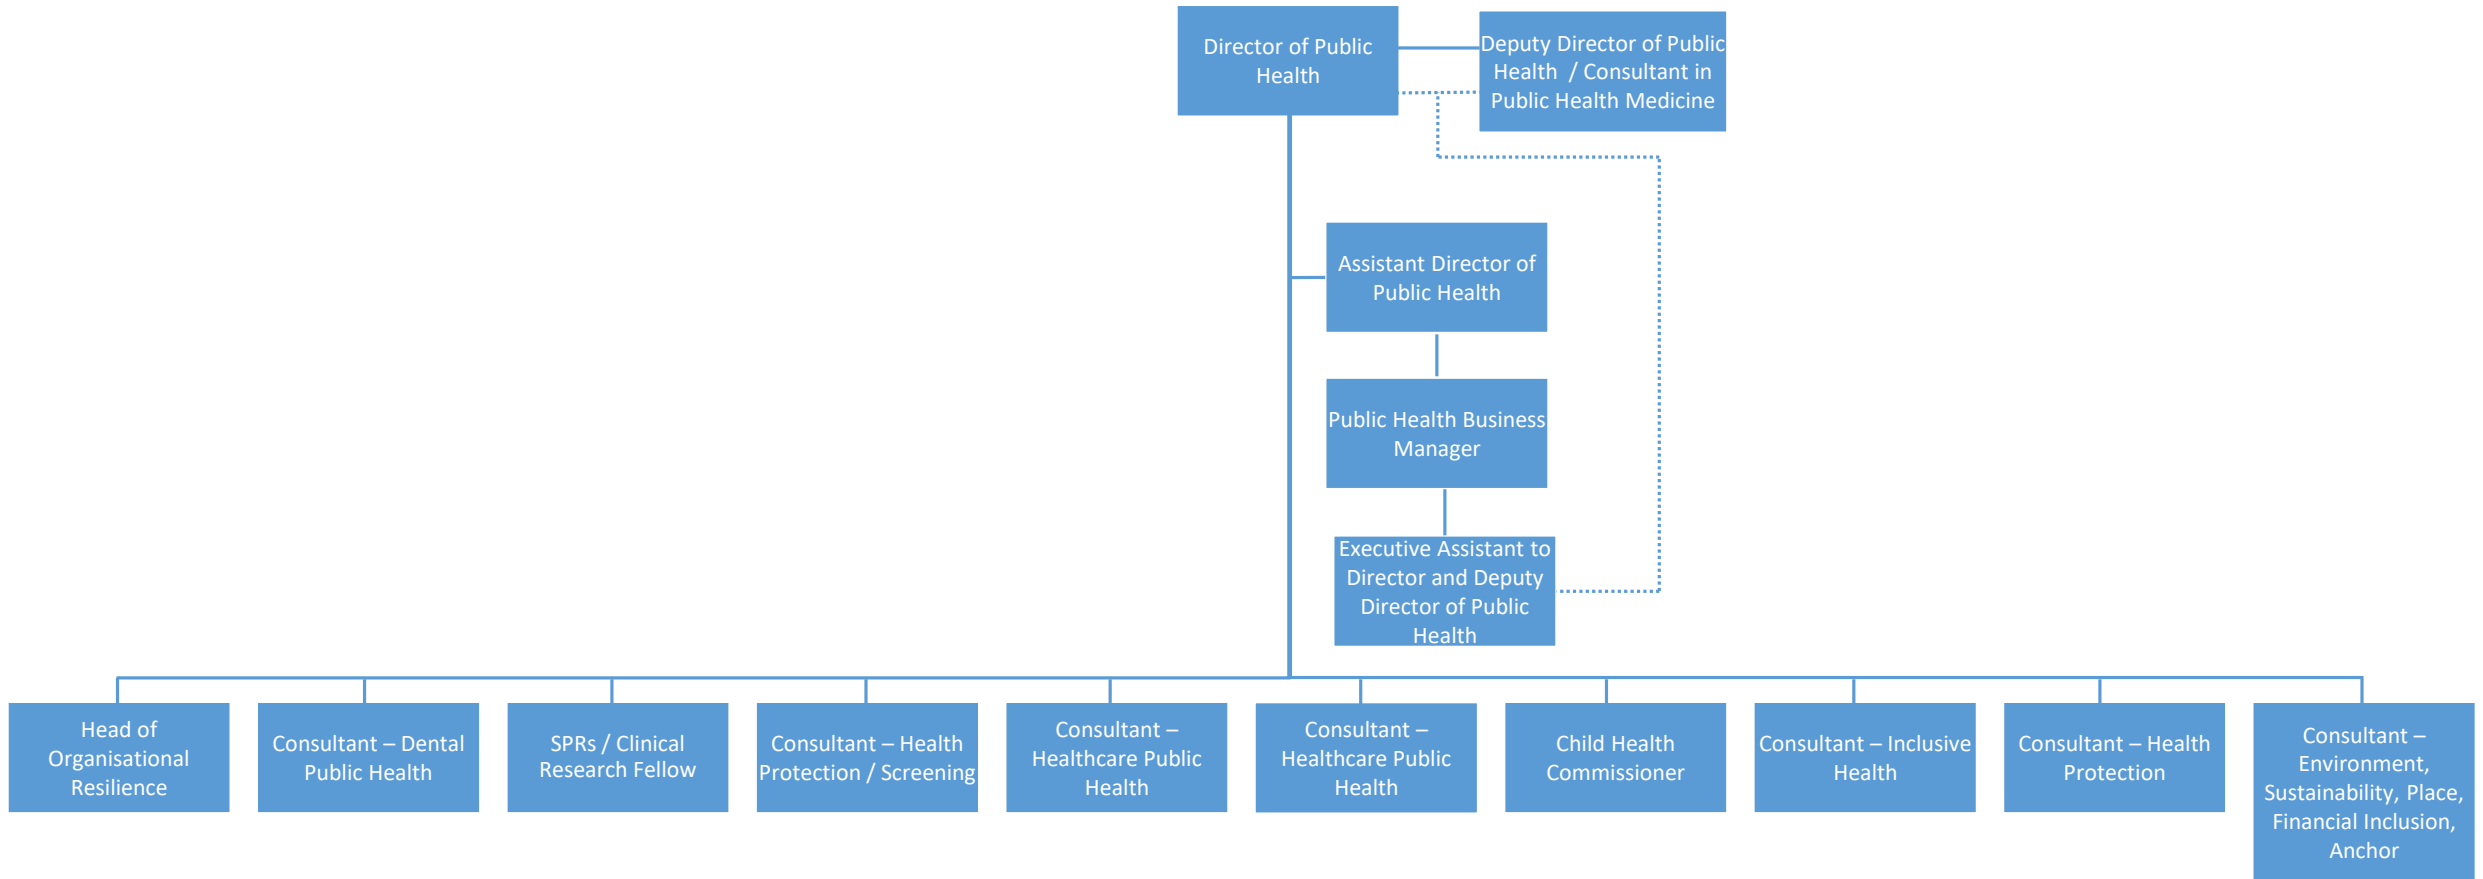 Director of Public
Health
Deputy Director of Public
Health / Consultant in
Public Health Medicine
Assistant Director of
Public Health
Public Health Business
Manager
Executive Assistant to
Director and Deputy
Director of Public
Health
Head of
Organisational
Resilience
Consultant – Dental
Public Health
SPRs / Clinical
Research Fellow
Consultant – Health
Protection / Screening
Consultant –
Healthcare Public
Health
Consultant –
Healthcare Public
Health
Child Health
Commissioner
Consultant – Inclusive
Health
Consultant – Health
Protection
Consultant –
Environment,
Sustainability, Place,
Financial Inclusion,
Anchor